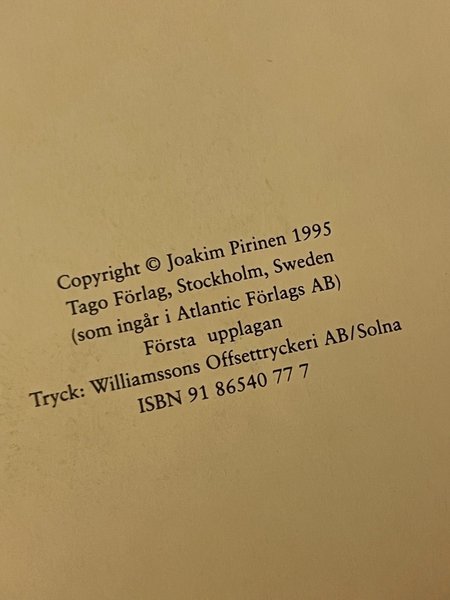 Copyright © Joakim Pirinen 1995
Tago Förlag, Stockholm, Sweden
(som ingår i Atlantic Förlags AB)
Första upplagan
Tryck: Williamssons Offsettryckeri AB/Solna
ISBN 91 86540 77 7